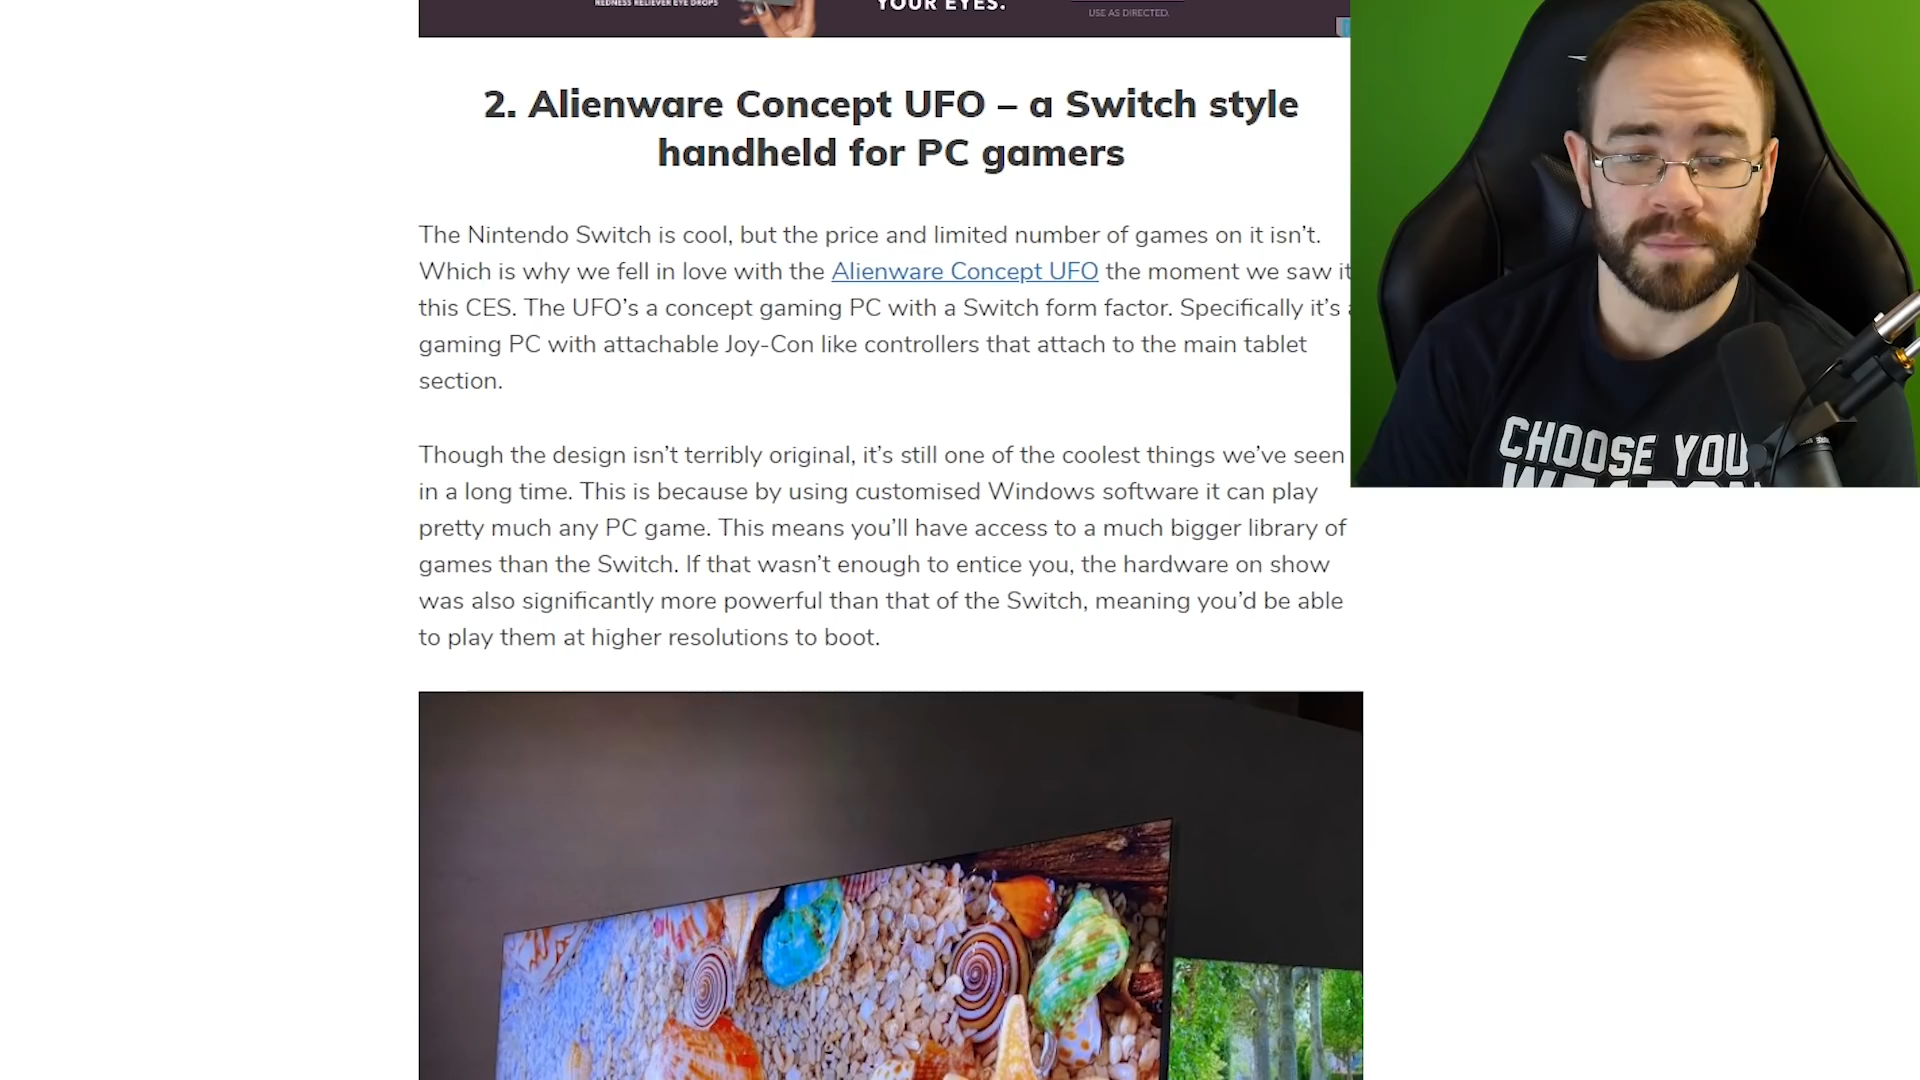 REDNESS RELIEVER EYE DROPS
YOUR EYES.
USE AS DIRECTED.
2. Alienware Concept UFO – a Switch style
handheld for PC gamers
The Nintendo Switch is cool, but the price and limited number of games on it isn’t.
Which is why we fell in love with the Alienware Concept UFO the moment we saw it
this CES. The UFO’s a concept gaming PC with a Switch form factor. Specifically it’s
gaming PC with attachable Joy-Con like controllers that attach to the main tablet
section.
Though the design isn’t terribly original, it’s still one of the coolest things we’ve seen
in a long time. This is because by using customised Windows software it can play
pretty much any PC game. This means you’ll have access to a much bigger library of
games than the Switch. If that wasn’t enough to entice you, the hardware on show
was also significantly more powerful than that of the Switch, meaning you’d be able
to play them at higher resolutions to boot.
CHOOSE YOU